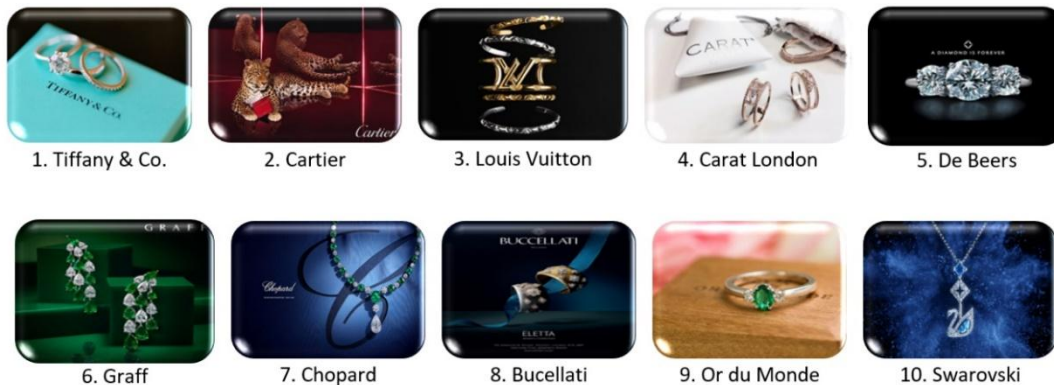 TIFFANY & CO.
Cartier
CARAT*
A DIAMOND IS FOREVER
1. Tiffany & Co.
2. Cartier
3. Louis Vuitton
4. Carat London
5. De Beers
GRAFF
Chopard
BUCCELLATI
ELETTA
6. Graff
7. Chopard
8. Bucellati
9. Or du Monde
10. Swarovski